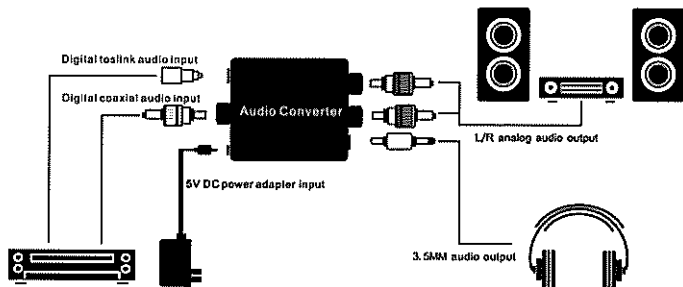 Digital toslink audio input
Digital coaxial audio input
Audio Converter
L/R analog audio output
5V DC power adapter input
3.5MM audio output